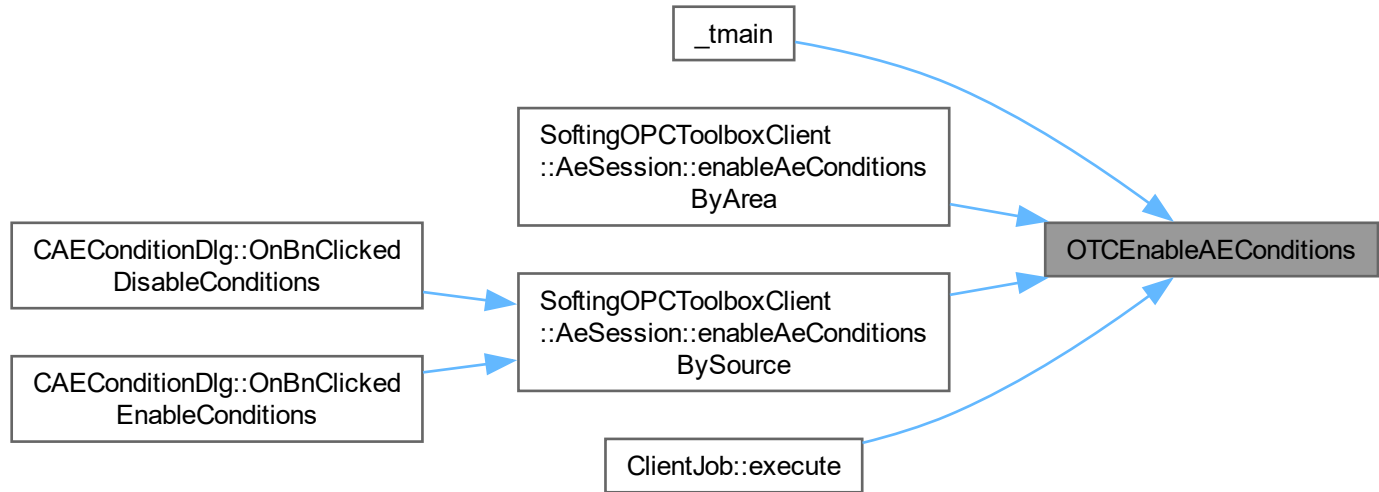 _tmain
SoftingOPCToolboxClient
::AeSession::enableAeConditions
ByArea
OTCEnableAEConditions
CAEConditionDlg::OnBnClicked
DisableConditions
SoftingOPCToolboxClient
::AeSession::enableAeConditions
BySource
CAEConditionDlg::OnBnClicked
EnableConditions
ClientJob::execute